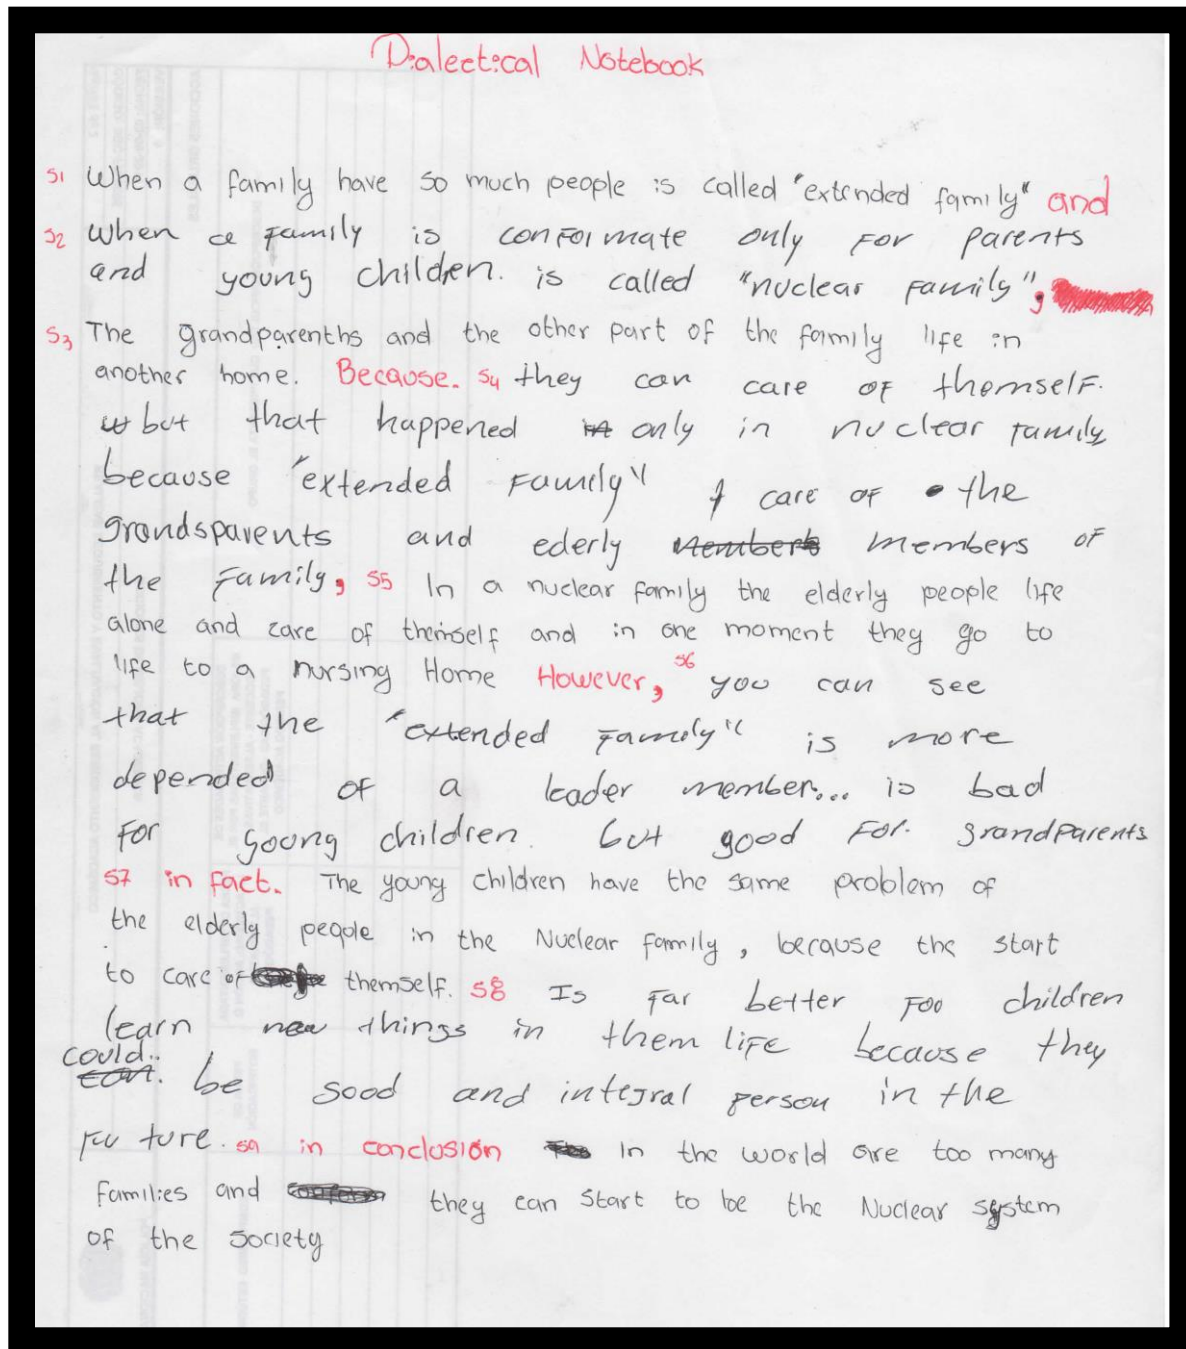 Dialectical Notebook
S1 When a family have so much people is called "extended family" and
S2 When a family is conformate only For parents
and young children. is called "nuclear Family",
S3 The grandparenths and the other part of the family life in
another home. Because. S4 they can care of themselF.
but that happened only in nuclear family
because "extended Family" care of the
grandsparents and ederly members members of
the Family, S5 In a nuclear family the elderly people life
alone and care of themself and in one moment they go to
life to a nursing Home However, S6 you can see
that the "extended Family" is more
depended of a leader member... is bad
For young children. but good For. grandparents
S7 in fact. The young children have the same problem of
the elderly people in the Nuclear family, because the start
to care of themself. S8 Is Far better Foo children
learn new things in them life because they
could..
can. be good and integral person in the
Future. S9 in conclusion In the world are too many
families and they can start to be the Nuclear system
of the society